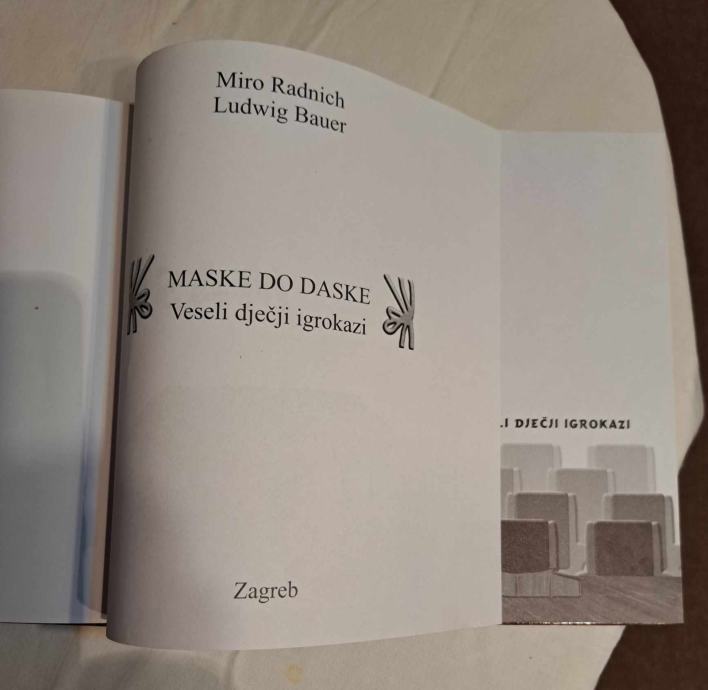 Miro Radnich
Ludwig Bauer
MASKE DO DASKE
Veseli dječji igrokazi
Zagreb
DJEČJI IGROKAZI